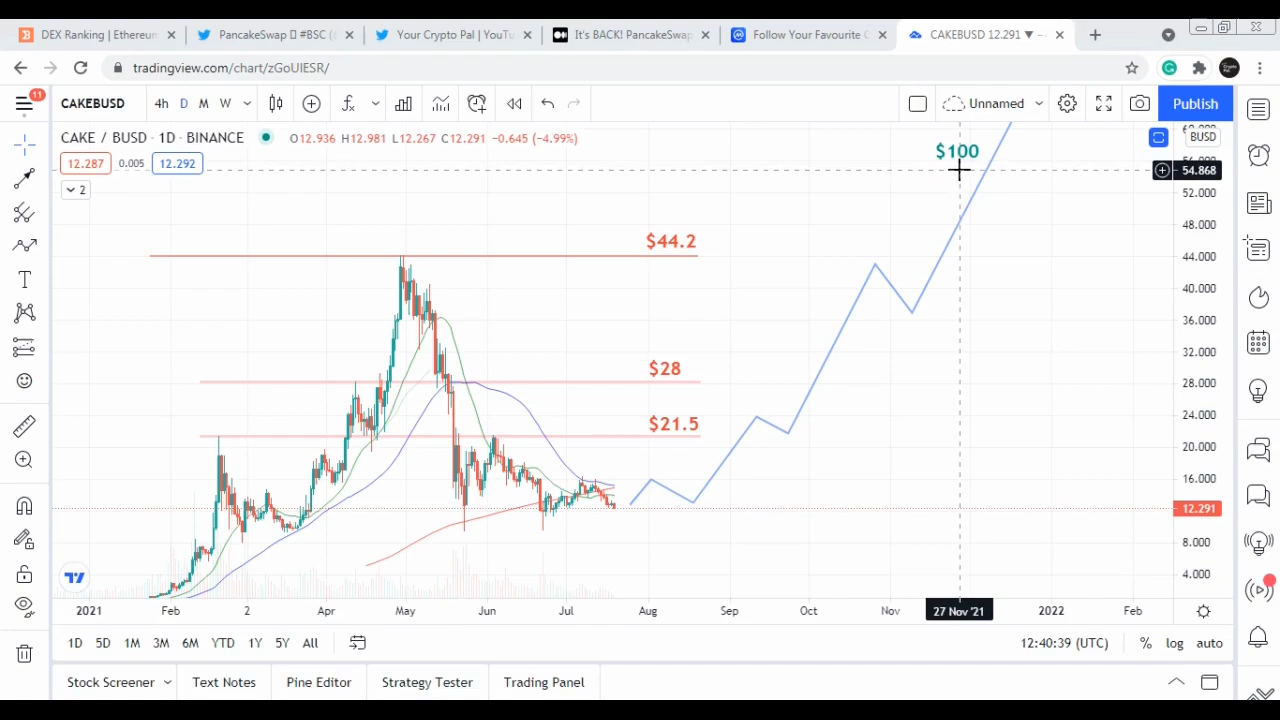 DEX Ranking | Ethereum
PancakeSwap #BSC (
Your Crypto Pal | YouTu
It's BACK! PancakeSwap
Follow Your Favourite C
CAKEBUSD 12.291 ▼ −
tradingview.com/chart/zGoUIESR/
11
CAKEBUSD
4h D M W
Unnamed
Publish
CAKE / BUSD · 1D · BINANCE
O12.936 H12.981 L12.267 C12.291 −0.645 (−4.99%)
BUSD
12.287 0.005 12.292
2
$100
54.868
52.000
48.000
$44.2
44.000
40.000
36.000
32.000
$28
28.000
$21.5
24.000
20.000
16.000
12.291
8.000
4.000
2021 Feb 2 Apr May Jun Jul Aug Sep Oct Nov 27 Nov '21 2022 Feb
1D 5D 1M 3M 6M YTD 1Y 5Y All
12:40:39 (UTC) % log auto
Stock Screener Text Notes Pine Editor Strategy Tester Trading Panel